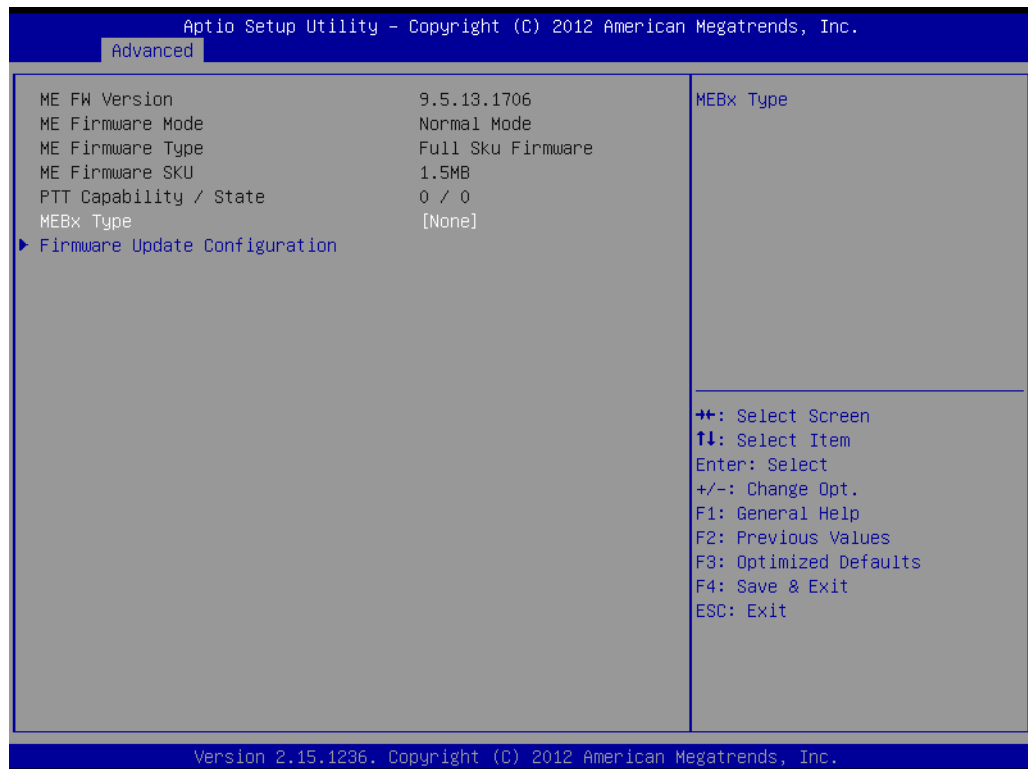 Aptio Setup Utility – Copyright (C) 2012 American Megatrends, Inc.
Advanced
ME FW Version 9.5.13.1706
ME Firmware Mode Normal Mode
ME Firmware Type Full Sku Firmware
ME Firmware SKU 1.5MB
PTT Capability / State 0 / 0
MEBx Type [None]
► Firmware Update Configuration
MEBx Type
→←: Select Screen
↑↓: Select Item
Enter: Select
+/-: Change Opt.
F1: General Help
F2: Previous Values
F3: Optimized Defaults
F4: Save & Exit
ESC: Exit
Version 2.15.1236. Copyright (C) 2012 American Megatrends, Inc.